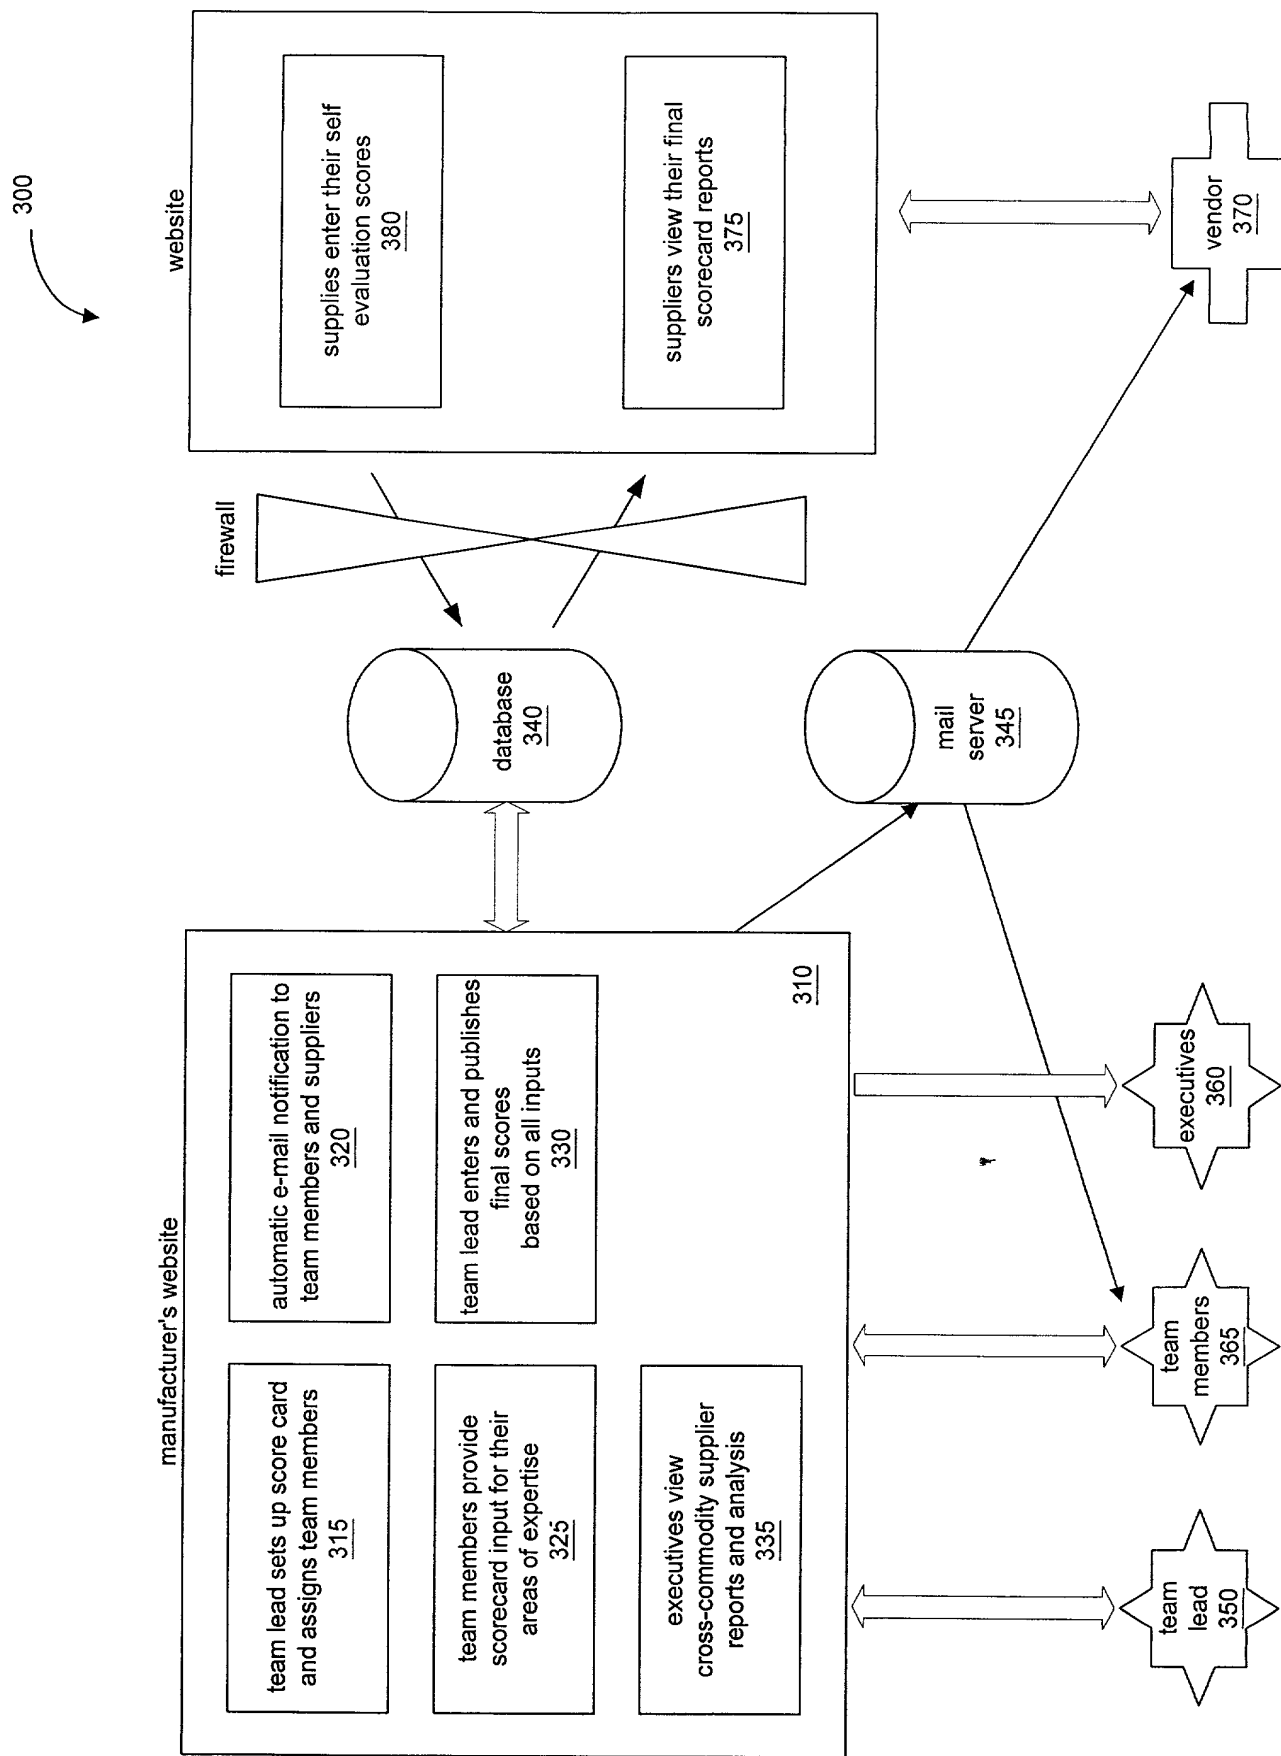 300
manufacturer's website
team lead sets up score card
and assigns team members
315
automatic e-mail notification to
team members and suppliers
320
team members provide
scorecard input for their
areas of expertise
325
team lead enters and publishes
final scores
based on all inputs
330
executives view
cross-commodity supplier
reports and analysis
335
310
database
340
firewall
website
supplies enter their self
evaluation scores
380
suppliers view their final
scorecard reports
375
mail
server
345
team
lead
350
team
members
365
executives
360
vendor
370